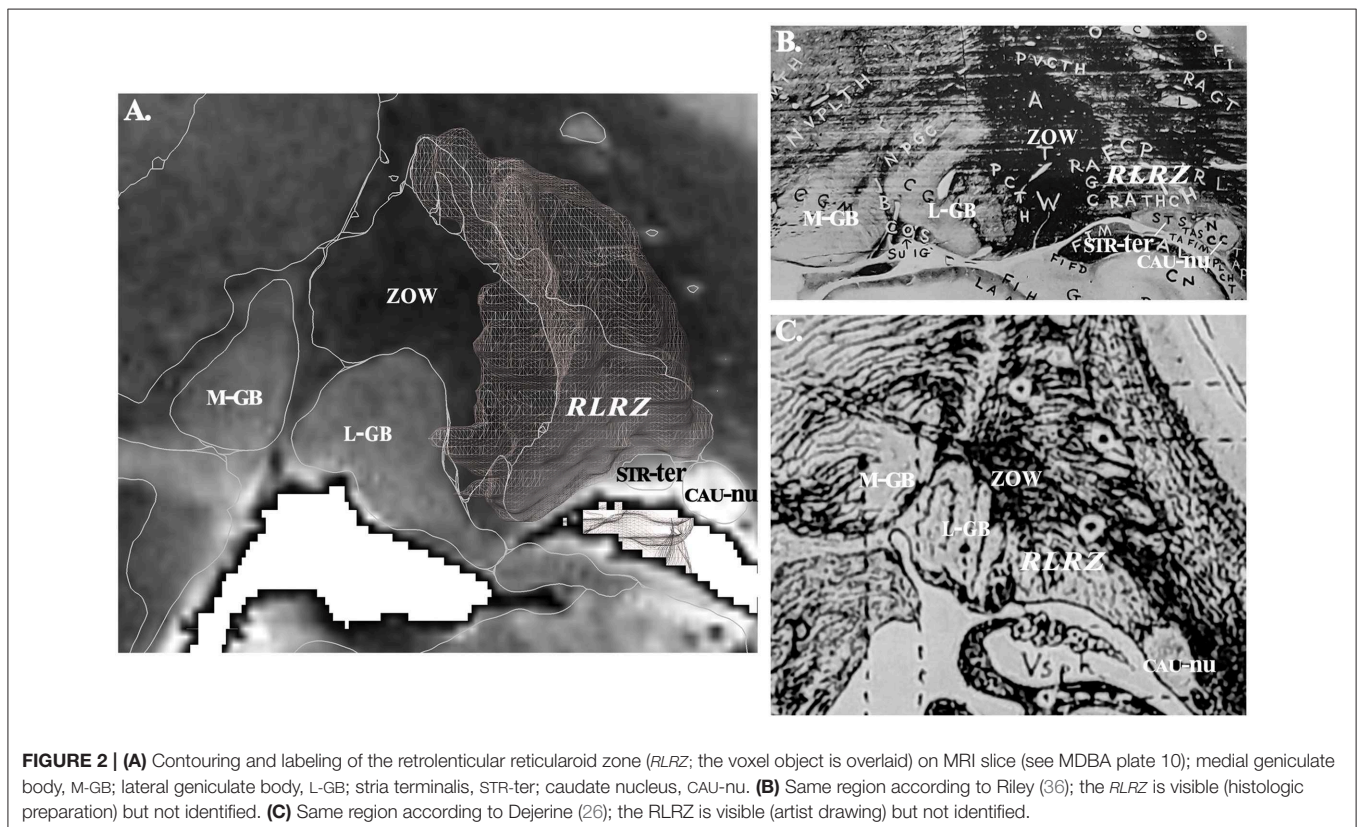 A.
ZOW
M-GB
L-GB
RLRZ
STR-ter
CAU-nu
B.
PVCTH
A
ZOW
RLRZ
M-GB
L-GB
W
STR-ter
CAU-nu
C.
M-GB
ZOW
L-GB
RLRZ
CAU-nu
FIGURE 2 | (A) Contouring and labeling of the retrolenticular reticularoid zone (RLRZ; the voxel object is overlaid) on MRI slice (see MDBA plate 10); medial geniculate
body, M-GB; lateral geniculate body, L-GB; stria terminalis, STR-ter; caudate nucleus, CAU-nu. (B) Same region according to Riley (36); the RLRZ is visible (histologic
preparation) but not identified. (C) Same region according to Dejerine (26); the RLRZ is visible (artist drawing) but not identified.